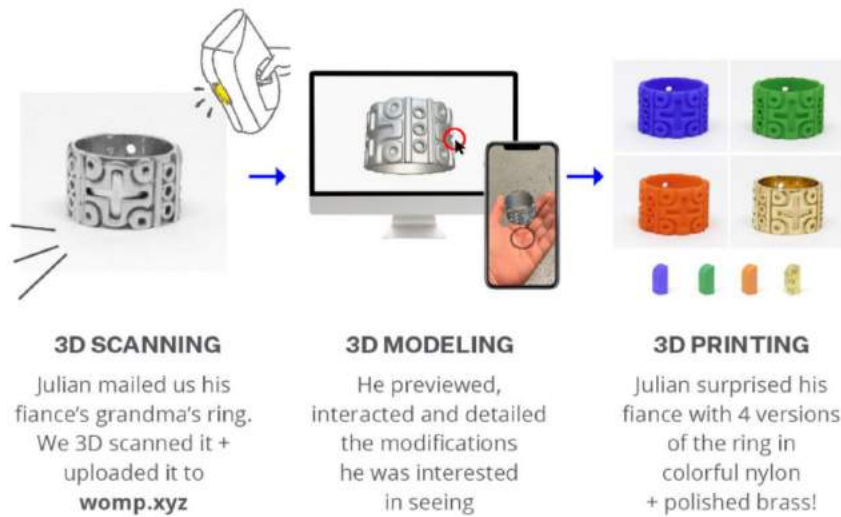 3D SCANNING
Julian mailed us his
fiance's grandma's ring.
We 3D scanned it +
uploaded it to
womp.xyz
3D MODELING
He previewed,
interacted and detailed
the modifications
he was interested
in seeing
3D PRINTING
Julian surprised his
fiance with 4 versions
of the ring in
colorful nylon
+ polished brass!